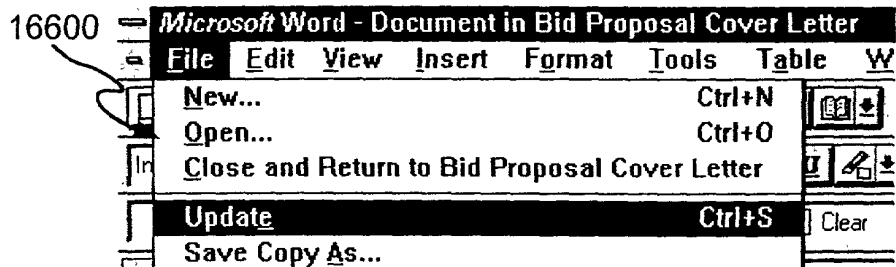 16600
Microsoft Word - Document in Bid Proposal Cover Letter
File Edit View Insert Format Tools Table W
New... Ctrl+N
Open... Ctrl+O
In Close and Return to Bid Proposal Cover Letter U
Update Ctrl+S Clear
Save Copy As...